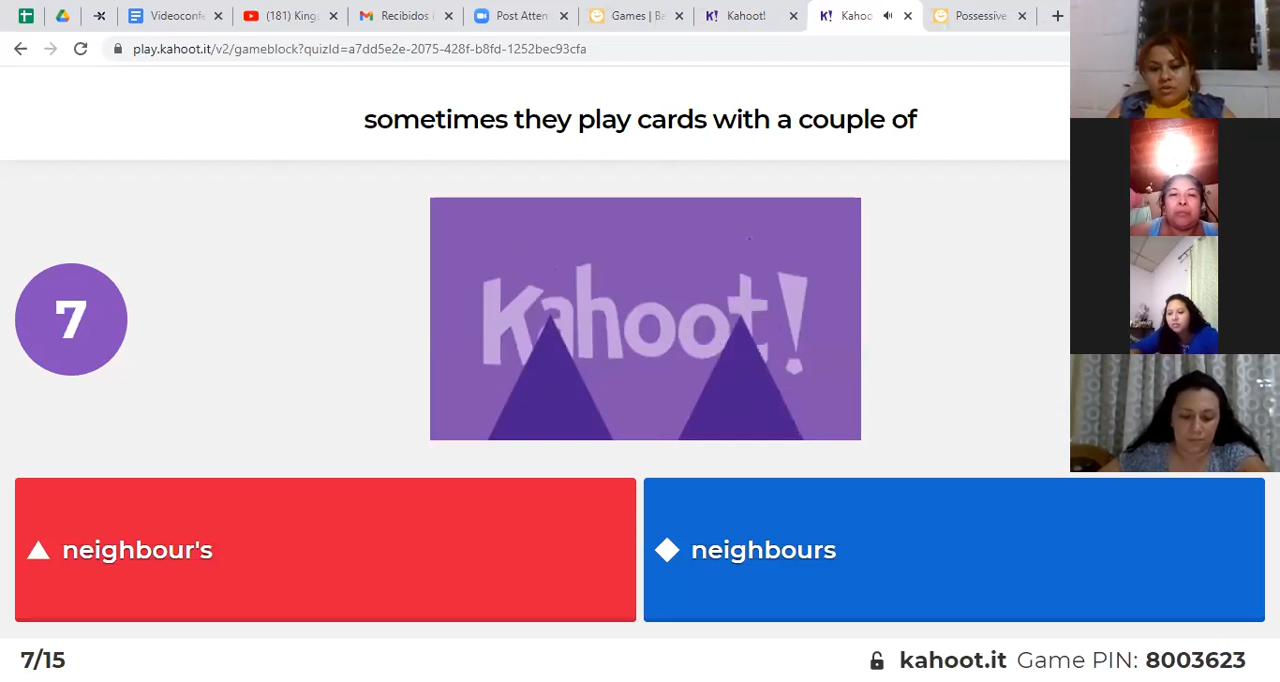 Videoconfe
(181) King
Recibidos (
Post Atten
Games | Ba
Kahoot!
Kahoo
Possessive
play.kahoot.it/v2/gameblock?quizId=a7dd5e2e-2075-428f-b8fd-1252bec93cfa
sometimes they play cards with a couple of
7
Kahoot!
neighbour's
neighbours
7/15
kahoot.it Game PIN: 8003623